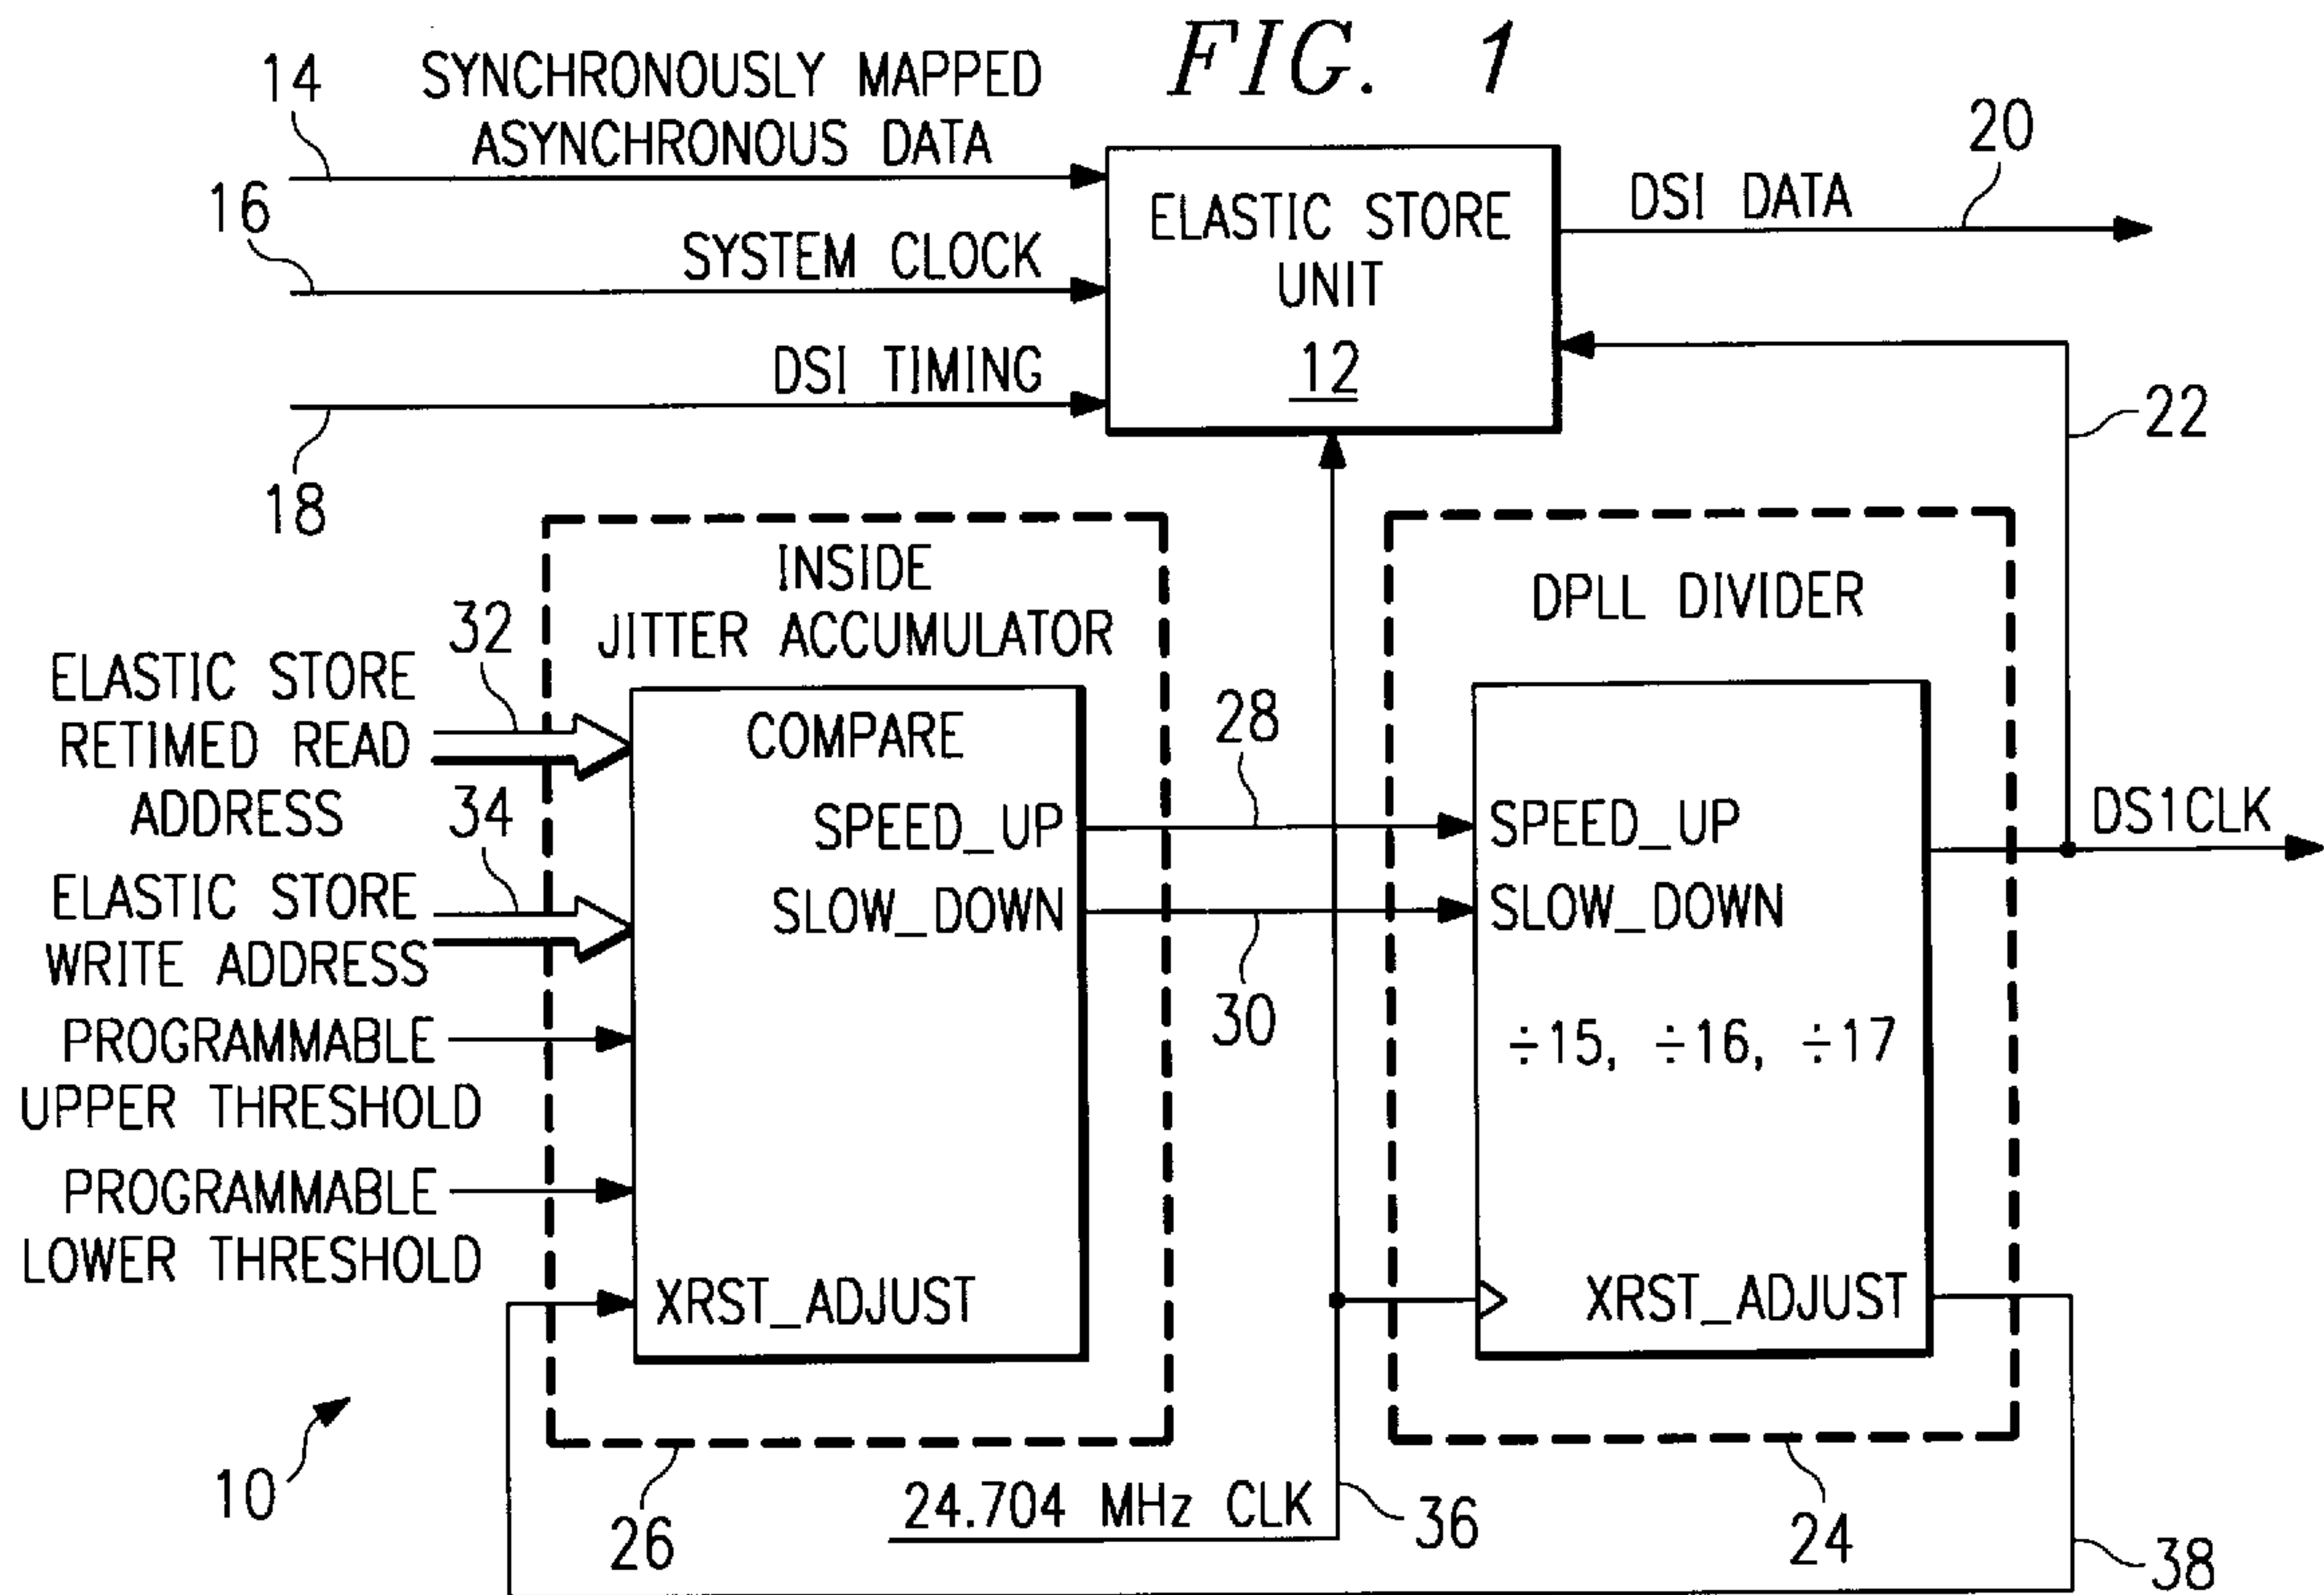 FIG. 1
14
SYNCHRONOUSLY MAPPED
ASYNCHRONOUS DATA
16
SYSTEM CLOCK
DSI TIMING
18
ELASTIC STORE
UNIT
12
DSI DATA
20
22
INSIDE
JITTER ACCUMULATOR
DPLL DIVIDER
32
ELASTIC STORE
RETIMED READ
ADDRESS
34
ELASTIC STORE
WRITE ADDRESS
PROGRAMMABLE
UPPER THRESHOLD
PROGRAMMABLE
LOWER THRESHOLD
COMPARE
SPEED_UP
SLOW_DOWN
XRST_ADJUST
28
30
SPEED_UP
SLOW_DOWN
÷15, ÷16, ÷17
XRST_ADJUST
DS1CLK
10
26
24.704 MHz CLK
36
24
38